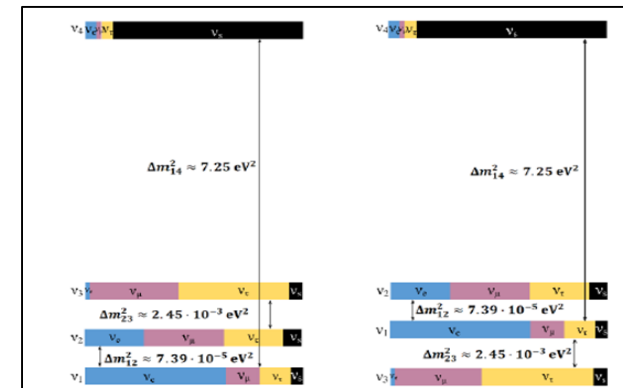 ν₄ νe ντ νs
Δm²₁₄ ≈ 7.25 eV²
ν₃ νμ ντ νs
Δm²₂₃ ≈ 2.45 · 10⁻³ eV²
ν₂ νe νμ ντ νs
Δm²₁₂ ≈ 7.39 · 10⁻⁵ eV²
ν₁ νe νμ ντ νs
ν₄ νe ντ νs
Δm²₁₄ ≈ 7.25 eV²
ν₂ νe νμ ντ νs
Δm²₁₂ ≈ 7.39 · 10⁻⁵ eV²
ν₁ νe νμ ντ νs
Δm²₂₃ ≈ 2.45 · 10⁻³ eV²
ν₃ νμ ντ νs